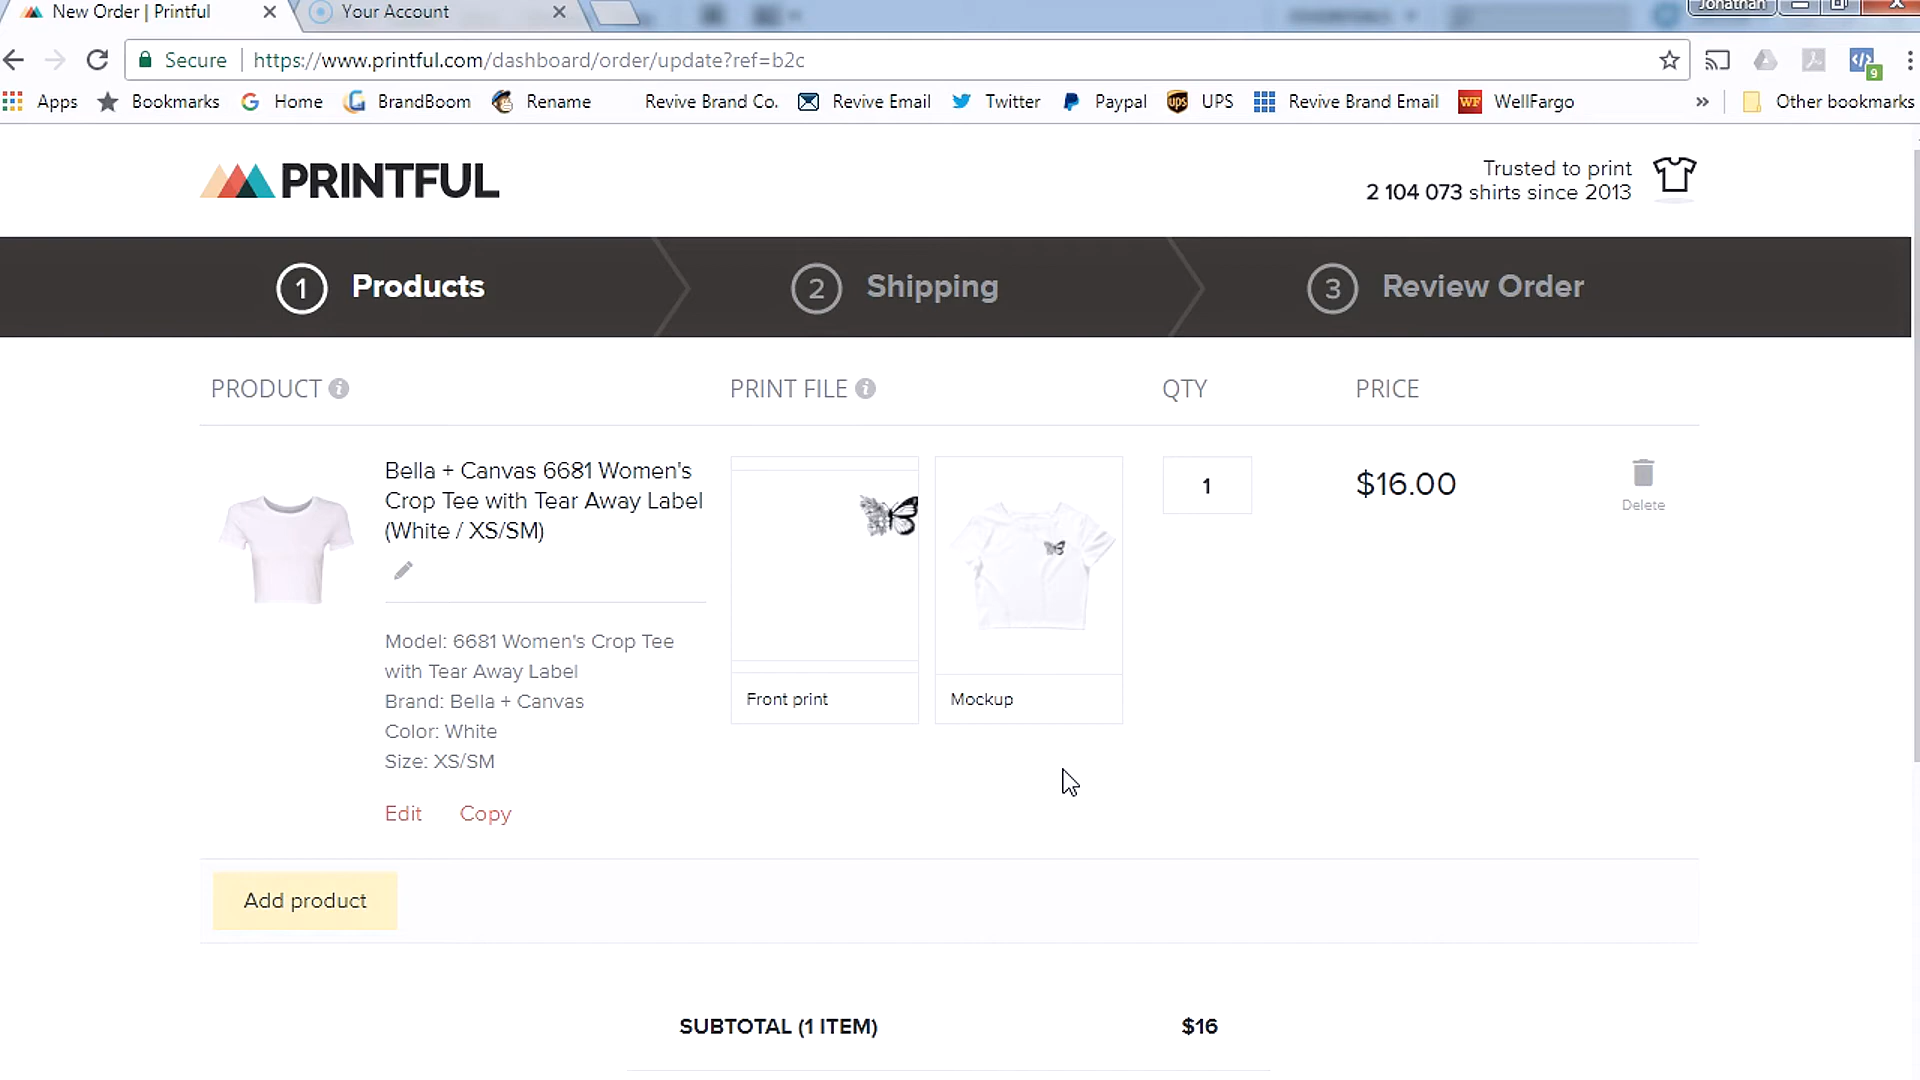 New Order | Printful
Your Account
Jonathan
Secure https://www.printful.com/dashboard/order/update?ref=b2c
9
Apps Bookmarks Home BrandBoom Rename Revive Brand Co. Revive Email Twitter Paypal UPS Revive Brand Email WellFargo » Other bookmarks
PRINTFUL
Trusted to print
2 104 073 shirts since 2013
1 Products 2 Shipping 3 Review Order
PRODUCT PRINT FILE QTY PRICE
Bella + Canvas 6681 Women's
Crop Tee with Tear Away Label
(White / XS/SM)
Model: 6681 Women's Crop Tee
with Tear Away Label
Brand: Bella + Canvas
Color: White
Size: XS/SM
Edit Copy
Front print
Mockup
1
$16.00
Delete
Add product
SUBTOTAL (1 ITEM) $16